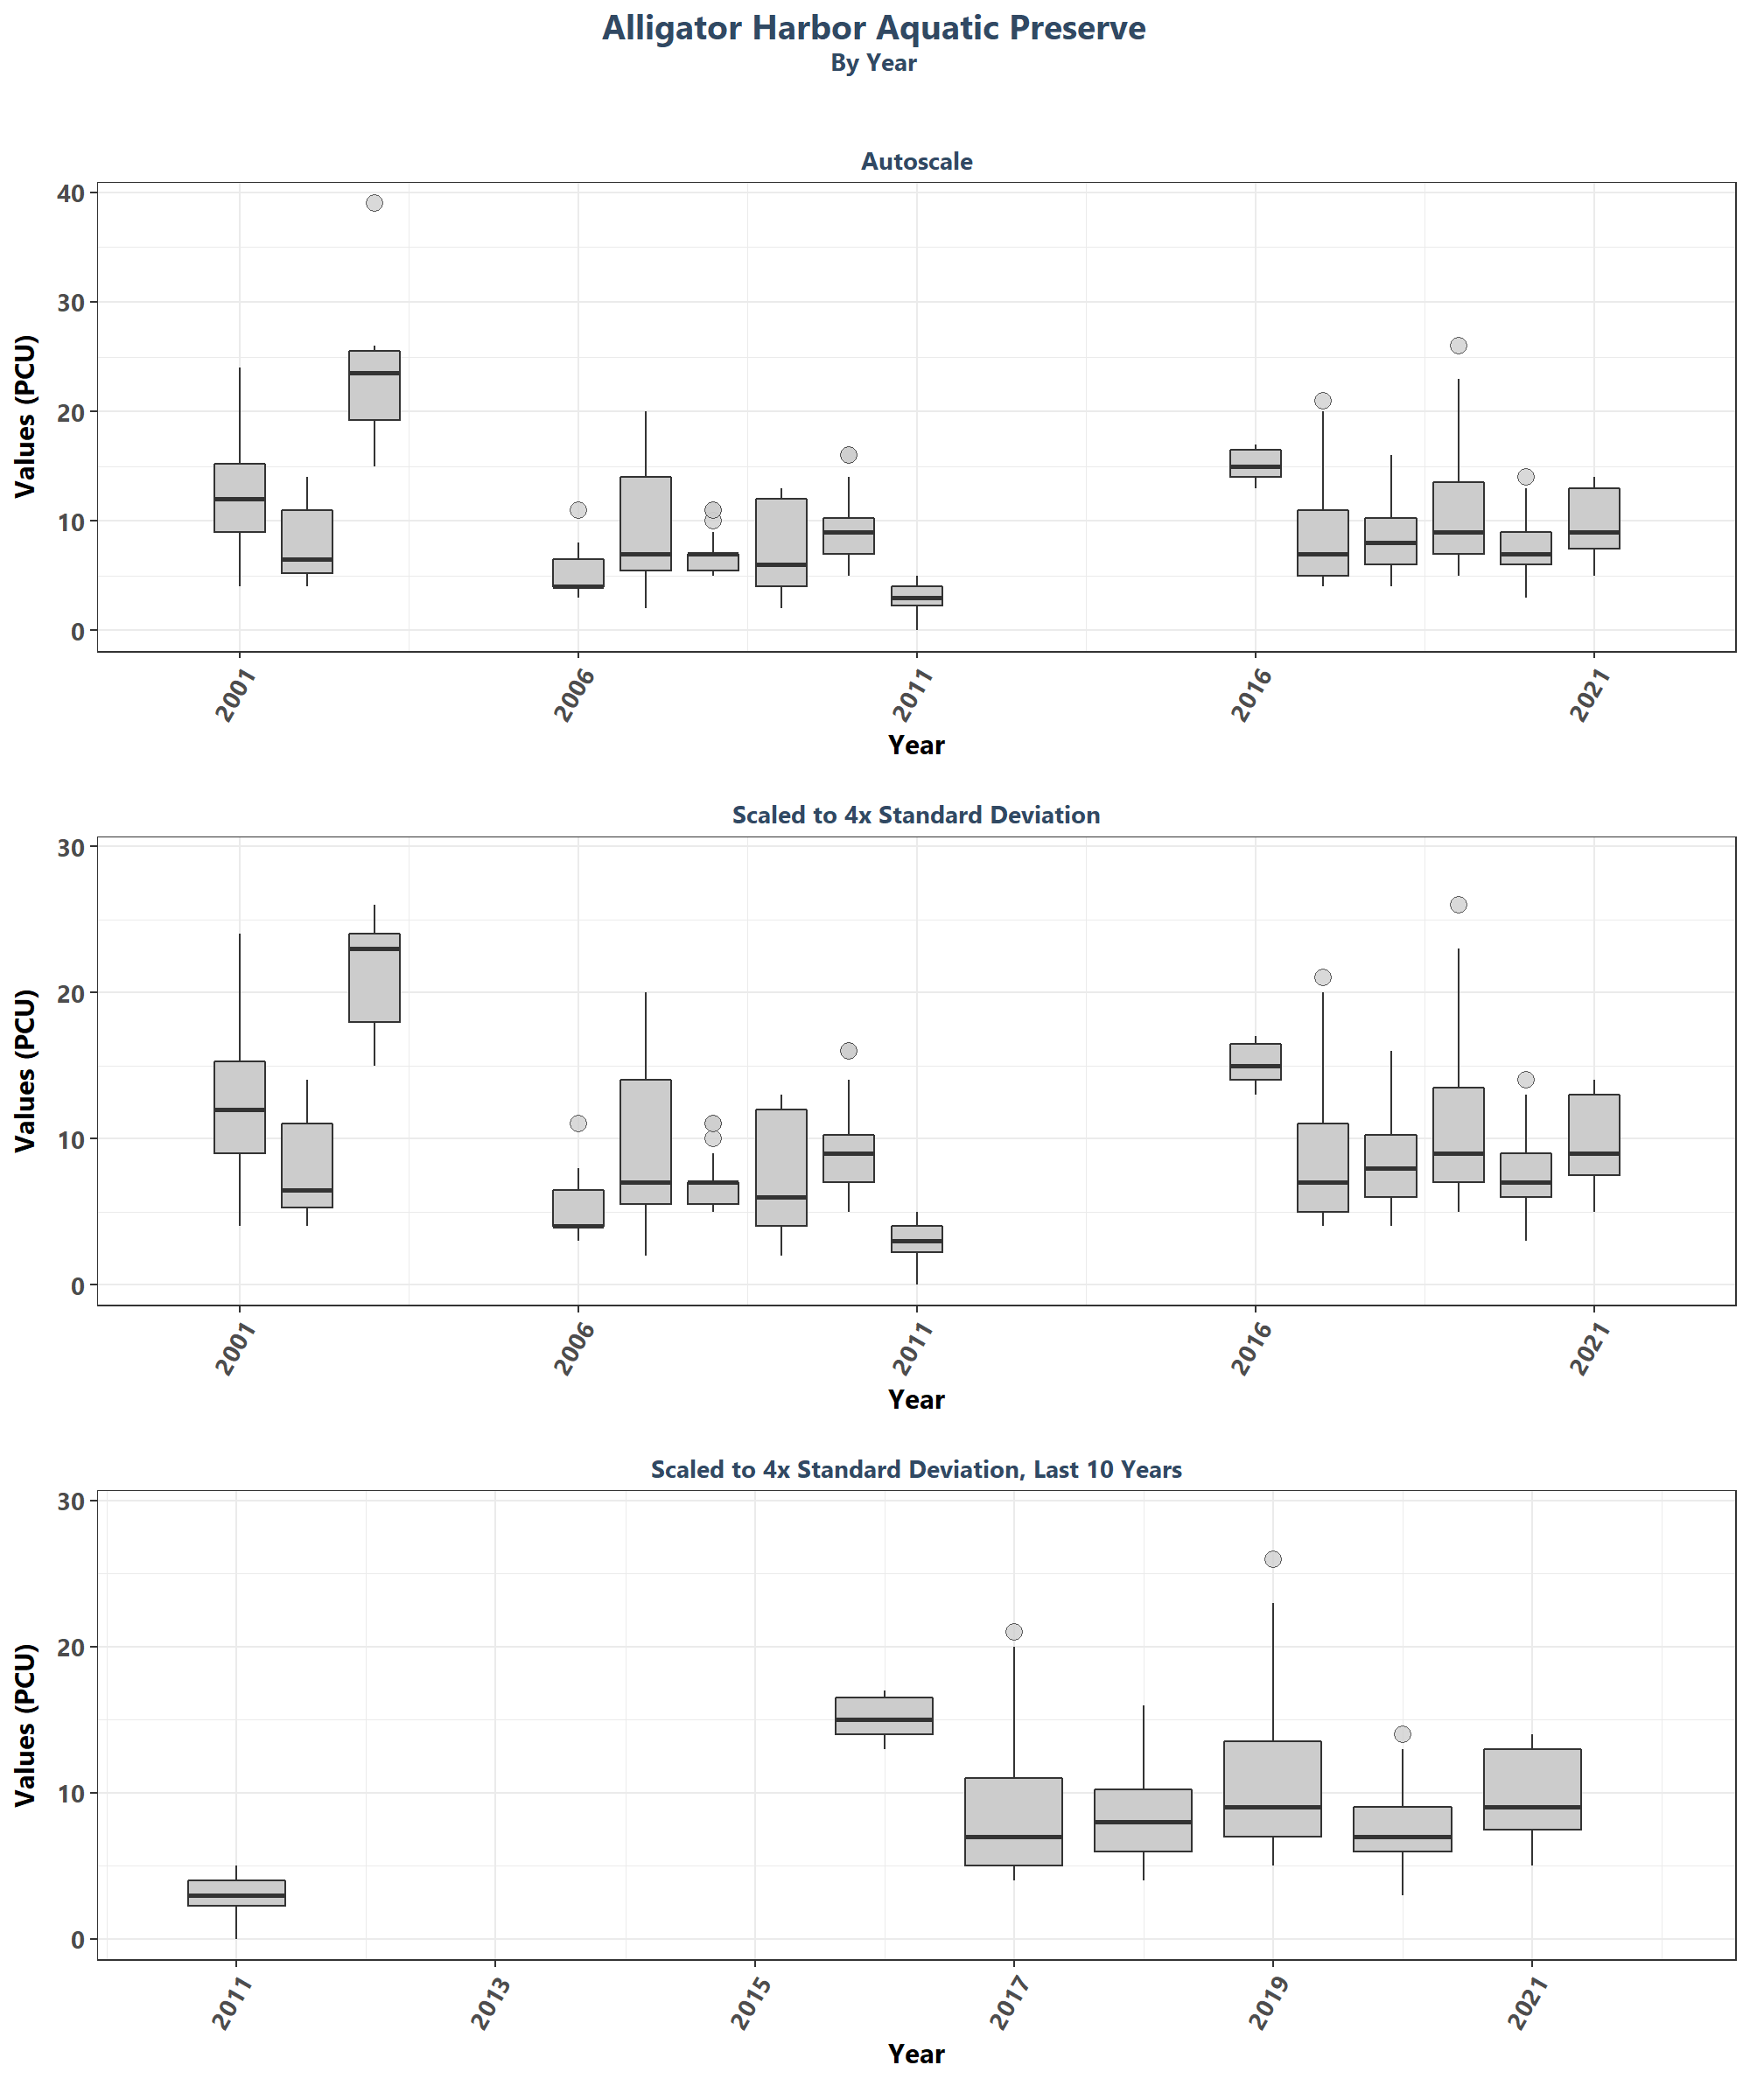 Alligator Harbor Aquatic Preserve
By Year
Autoscale
Values (PCU)
40
30
20
10
0
2001 2006 2011 2016 2021
Year
Scaled to 4x Standard Deviation
Values (PCU)
30
20
10
0
2001 2006 2011 2016 2021
Year
Scaled to 4x Standard Deviation, Last 10 Years
Values (PCU)
30
20
10
0
2011 2013 2015 2017 2019 2021
Year